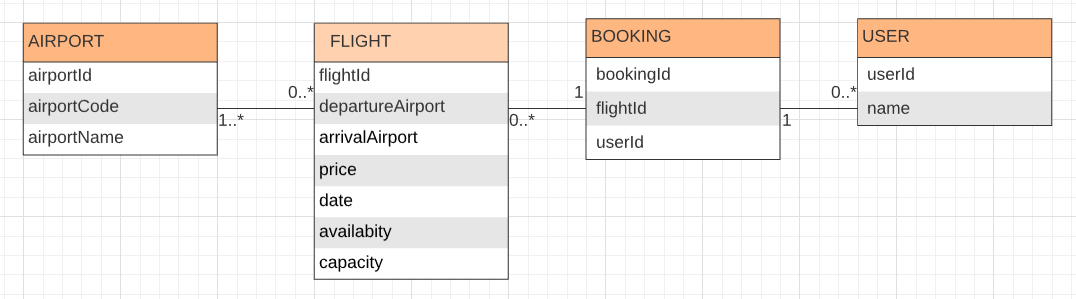 AIRPORT
airportId
airportCode
airportName
1..*
0..*
FLIGHT
flightId
departureAirport
arrivalAirport
price
date
availabity
capacity
0..*
1
BOOKING
bookingId
flightId
userId
1
0..*
USER
userId
name